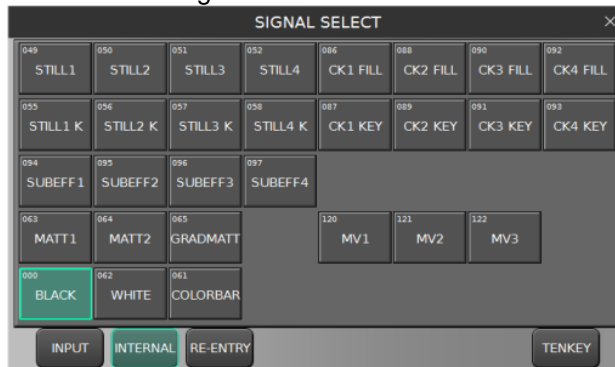 SIGNAL SELECT ×
049 050 051 052 086 088 090 092
STILL1 STILL2 STILL3 STILL4 CK1 FILL CK2 FILL CK3 FILL CK4 FILL
055 056 057 058 087 089 091 093
STILL1 K STILL2 K STILL3 K STILL4 K CK1 KEY CK2 KEY CK3 KEY CK4 KEY
094 095 096 097
SUBEFF1 SUBEFF2 SUBEFF3 SUBEFF4
063 064 065 120 121 122
MATT1 MATT2 GRADMATT MV1 MV2 MV3
000 062 061
BLACK WHITE COLORBAR
INPUT INTERNAL RE-ENTRY TENKEY